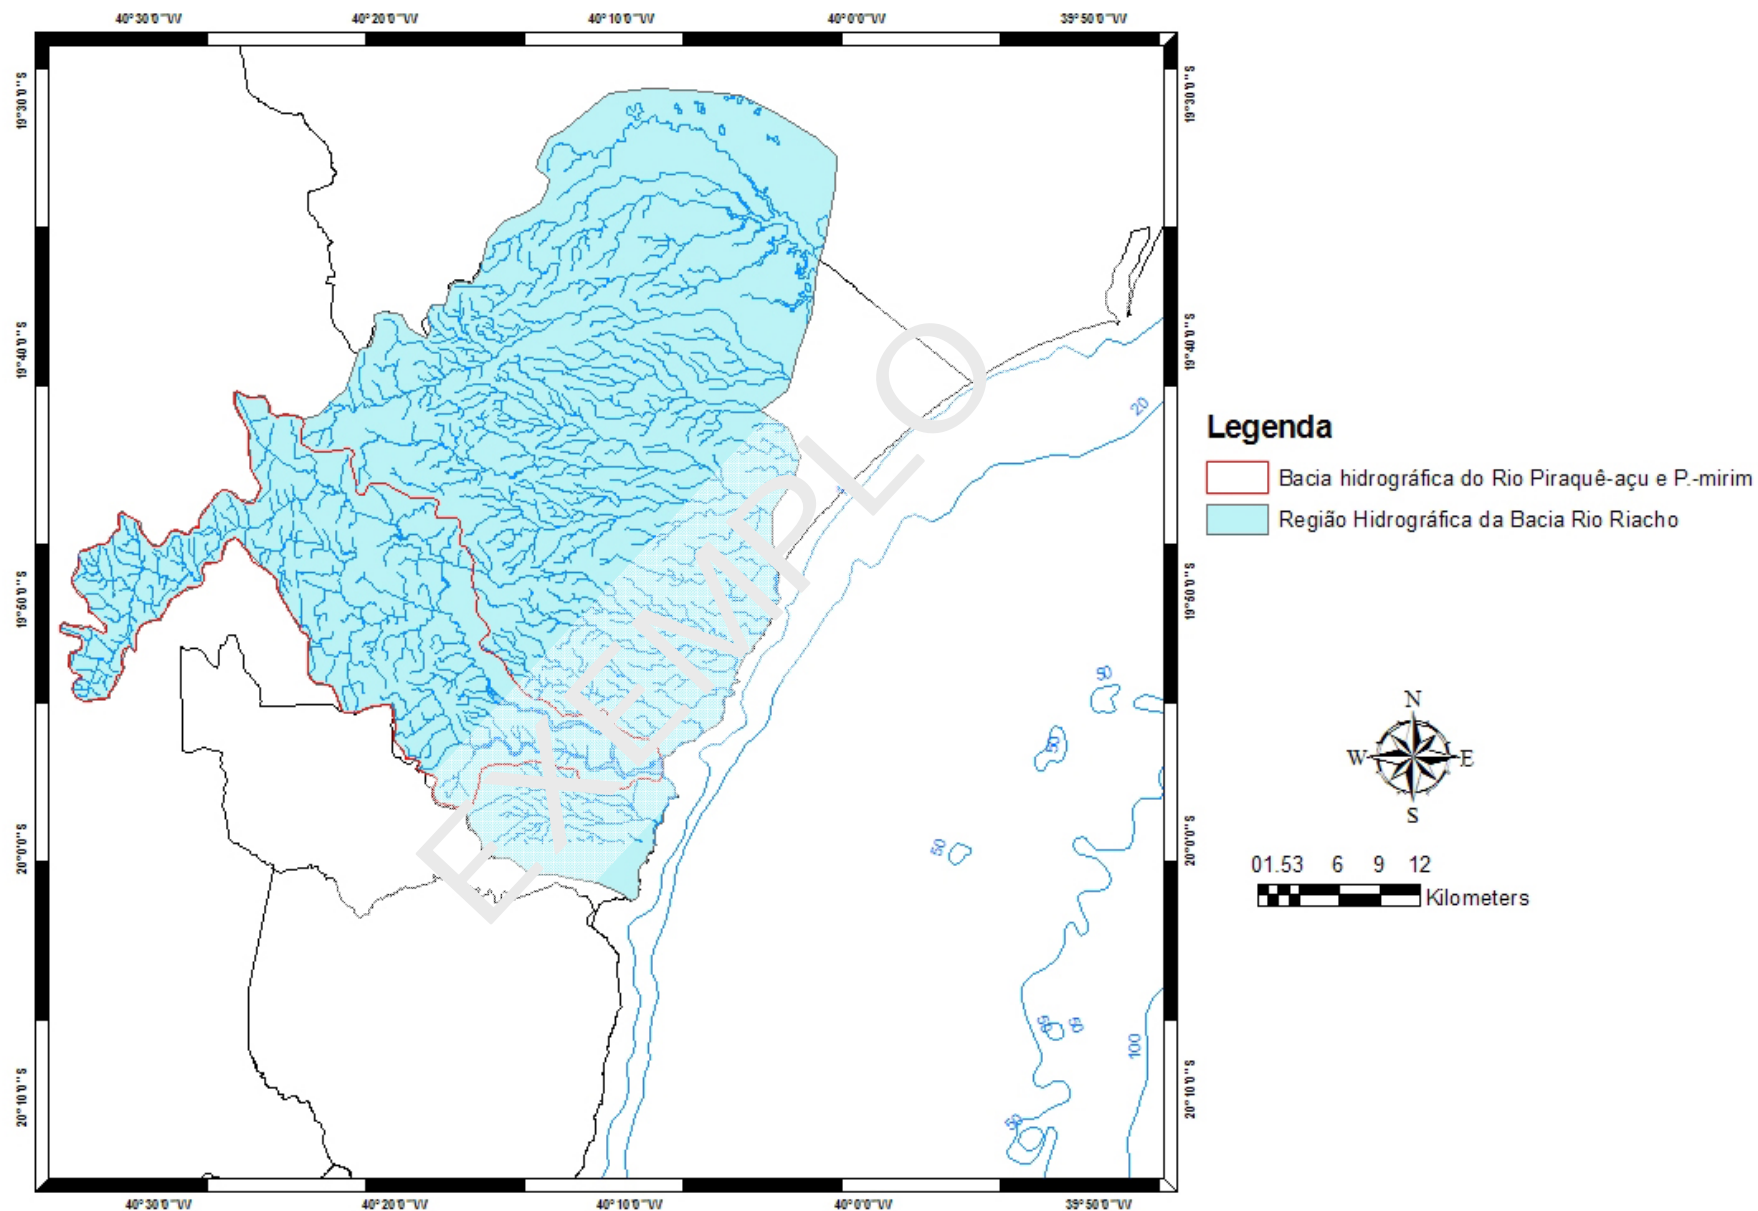 40°30'0"W 40°20'0"W 40°10'0"W 40°0'0"W 39°50'0"W
19°30'0"S 19°30'0"S
19°40'0"S 19°40'0"S
19°50'0"S 19°50'0"S
20°0'0"S 20°0'0"S
20°10'0"S 20°10'0"S
EXEMPLO
20
50
50
50
50
50
50
100
Legenda
Bacia hidrográfica do Rio Piraquê-açu e P.-mirim
Região Hidrográfica da Bacia Rio Riacho
N
W E
S
01.53 6 9 12
Kilometers
40°30'0"W 40°20'0"W 40°10'0"W 40°0'0"W 39°50'0"W